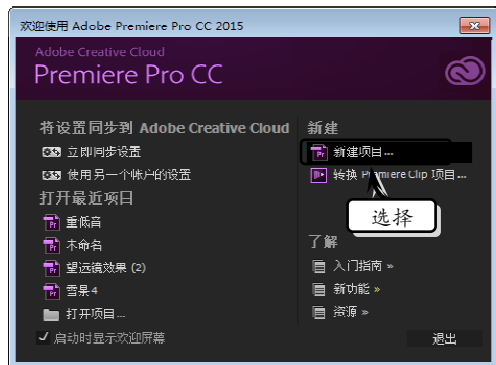 欢迎使用 Adobe Premiere Pro CC 2015
Adobe Creative Cloud
Premiere Pro CC
将设置同步到 Adobe Creative Cloud
立即同步设置
使用另一个帐户的设置
打开最近项目
重低音
未命名
望远镜效果 (2)
雪景4
打开项目...
启动时显示欢迎屏幕
新建
新建项目...
转换 Premiere Clip 项目...
选择
了解
入门指南 »
新功能 »
资源 »
退出